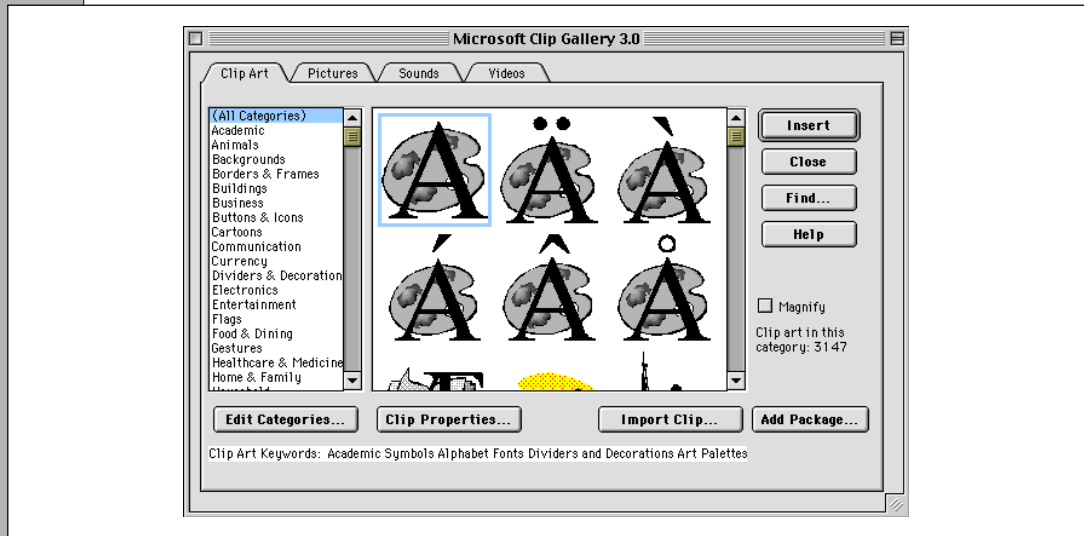 Microsoft Clip Gallery 3.0
Clip Art
Pictures
Sounds
Videos
(All Categories)
Academic
Animals
Backgrounds
Borders & Frames
Buildings
Business
Buttons & Icons
Cartoons
Communication
Currency
Dividers & Decoration
Electronics
Entertainment
Flags
Food & Dining
Gestures
Healthcare & Medicine
Home & Family
A
Ä
À
Á
Â
Å
Insert
Close
Find...
Help
Magnify
Clip art in this
category: 3147
Edit Categories...
Clip Properties...
Import Clip...
Add Package...
Clip Art Keywords: Academic Symbols Alphabet Fonts Dividers and Decorations Art Palettes